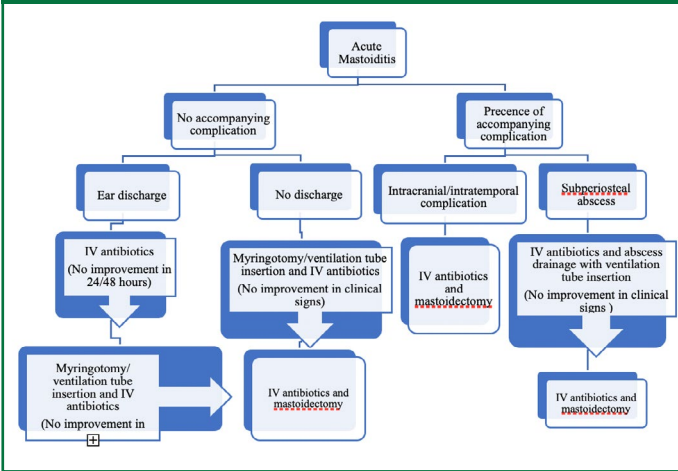 Acute
Mastoiditis
No accompanying
complication
Precence of
accompanying
complication
Ear discharge
No discharge
Intracranial/intratemporal
complication
Subperiosteal
abscess
IV antibiotics
(No improvement in
24/48 hours)
Myringotomy/ventilation tube
insertion and IV antibiotics
(No improvement in clinical
signs)
IV antibiotics
and
mastoidectomy
IV antibiotics and abscess
drainage with ventilation
tube insertion
(No improvement in clinical
signs )
Myringotomy/
ventilation tube
insertion and IV
antibiotics
(No improvement in
IV antibiotics and
mastoidectomy
IV antibiotics and
mastoidectomy